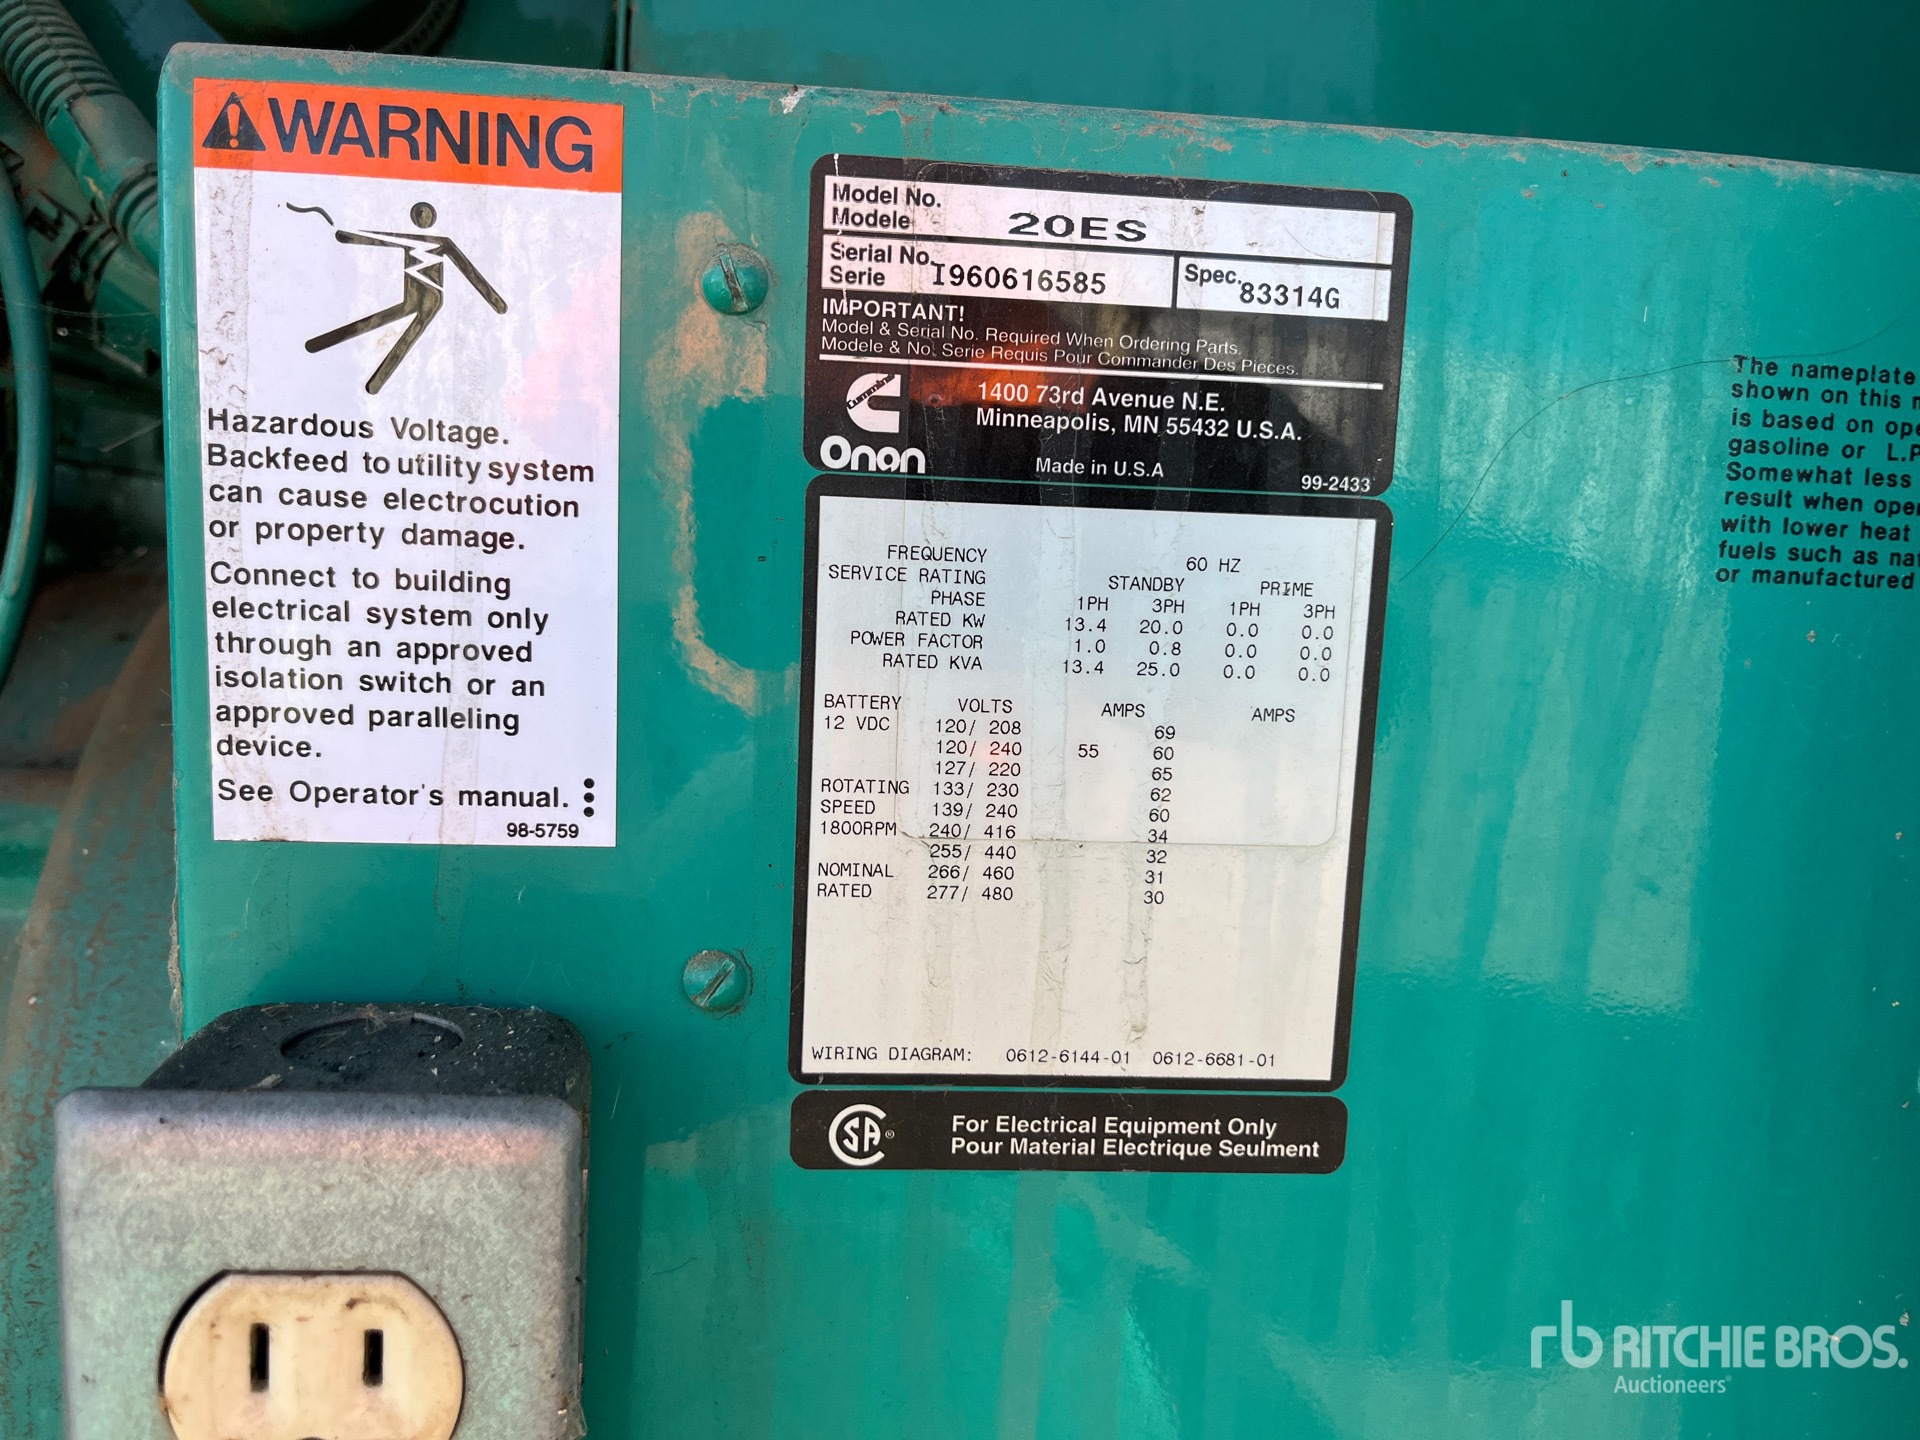 WARNING
Hazardous Voltage.
Backfeed to utility system
can cause electrocution
or property damage.
Connect to building
electrical system only
through an approved
isolation switch or an
approved paralleling
device.
See Operator's manual.
98-5759
Model No.
Modele
20ES
Serial No.
Serie
I960616585
Spec.
83314G
IMPORTANT!
Model & Serial No. Required When Ordering Parts.
Modele & No. Serie Requis Pour Commander Des Pieces.
Cummins
Onan
1400 73rd Avenue N.E.
Minneapolis, MN 55432 U.S.A.
Made in U.S.A
99-2433
FREQUENCY 60 HZ
SERVICE RATING STANDBY PRIME
PHASE 1PH 3PH 1PH 3PH
RATED KW 13.4 20.0 0.0 0.0
POWER FACTOR 1.0 0.8 0.0 0.0
RATED KVA 13.4 25.0 0.0 0.0
BATTERY VOLTS AMPS AMPS
12 VDC 120/ 208 69
120/ 240 55 60
127/ 220 65
ROTATING 133/ 230 62
SPEED 139/ 240 60
1800RPM 240/ 416 34
255/ 440 32
NOMINAL 266/ 460 31
RATED 277/ 480 30
WIRING DIAGRAM: 0612-6144-01 0612-6681-01
CSA ®
For Electrical Equipment Only
Pour Material Electrique Seulment
The nameplate
shown on this
is based on
gasoline or L.P
Somewhat less
result when
with lower heat
fuels such as
or manufactured
rb RITCHIE BROS.
Auctioneers